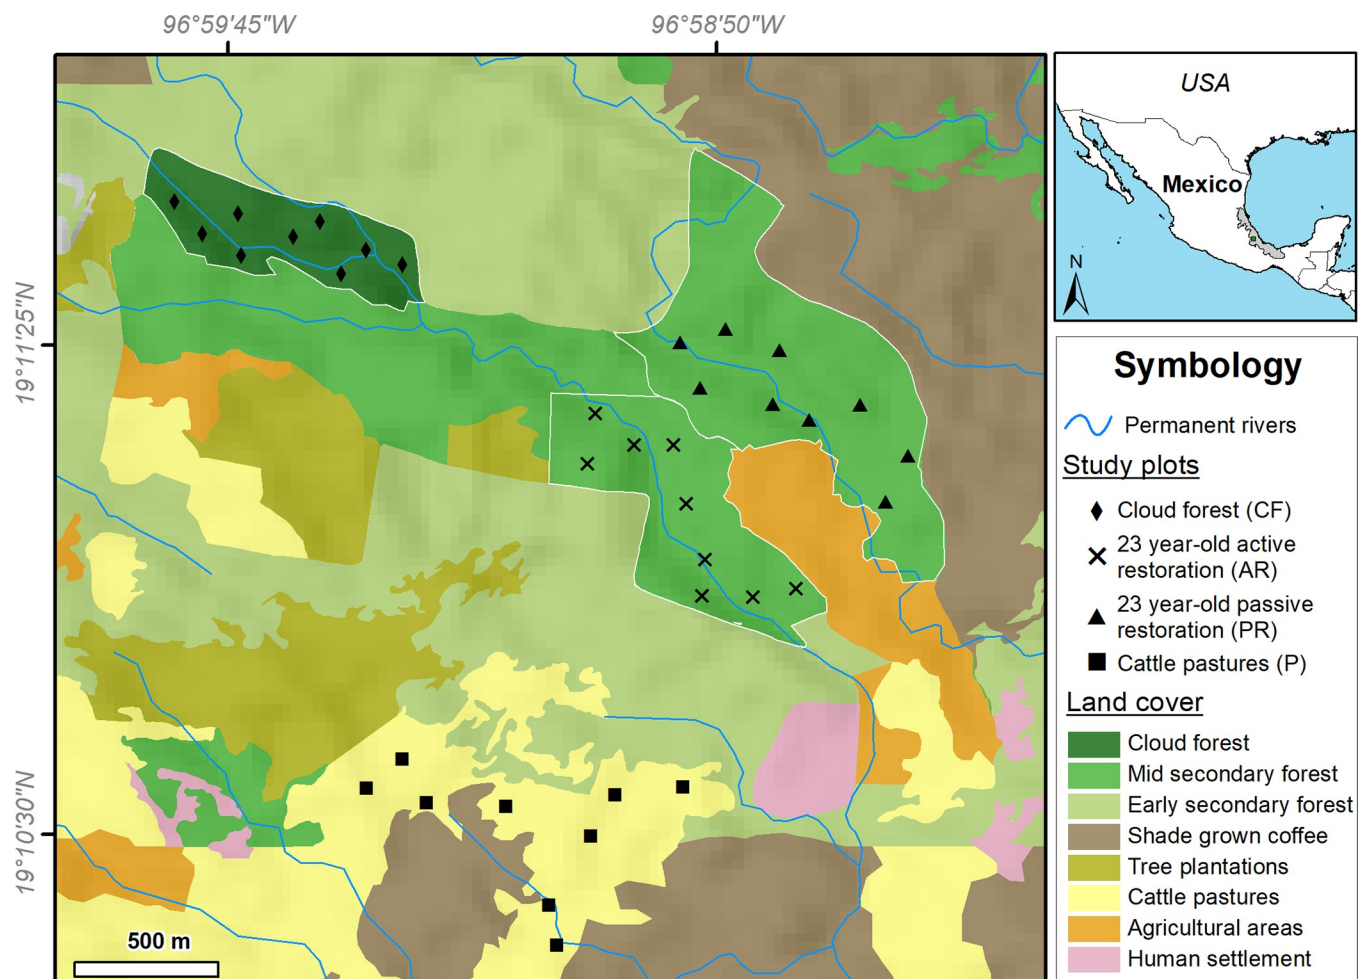 96°59'45"W
96°58'50"W
19°11'25"N
19°10'30"N
500 m
USA
Mexico
N
Symbology
Permanent rivers
Study plots
Cloud forest (CF)
23 year-old active
restoration (AR)
23 year-old passive
restoration (PR)
Cattle pastures (P)
Land cover
Cloud forest
Mid secondary forest
Early secondary forest
Shade grown coffee
Tree plantations
Cattle pastures
Agricultural areas
Human settlement